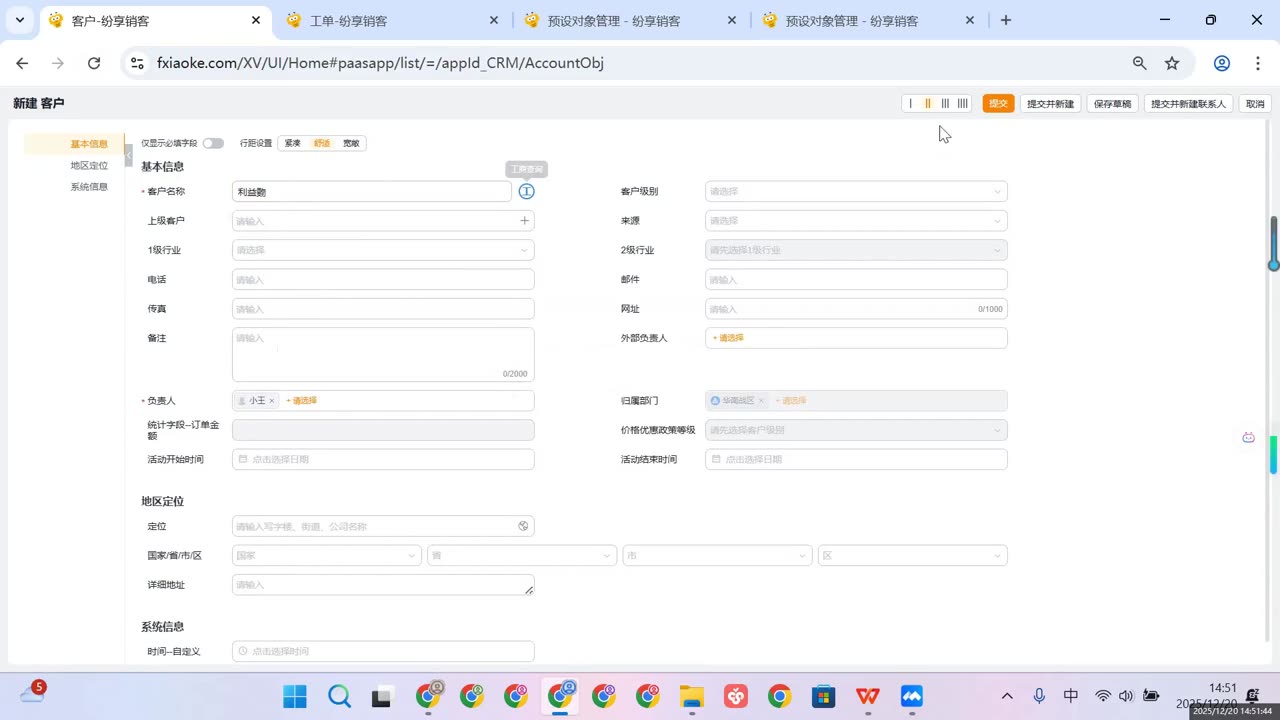 客户-纷享销客
工单-纷享销客
预设对象管理 - 纷享销客
预设对象管理 - 纷享销客
fxiaoke.com/XV/UI/Home#paasapp/list/=/appId_CRM/AccountObj
新建 客户
提交
提交并新建
保存草稿
提交并新建联系人
取消
基本信息
地区定位
系统信息
仅显示必填字段
行距设置
紧凑
舒适
宽敞
基本信息
工商查询
* 客户名称
利益勤
客户级别
请选择
上级客户
请输入
来源
请选择
1级行业
请选择
2级行业
请先选择1级行业
电话
请输入
邮件
请输入
传真
请输入
网址
请输入
0/1000
备注
请输入
0/2000
外部负责人
+ 请选择
* 负责人
小王 ×
+ 请选择
归属部门
华南战区 ×
+ 请选择
统计字段--订单金
额
价格优惠政策等级
请先选择客户级别
活动开始时间
点击选择日期
活动结束时间
点击选择日期
地区定位
定位
请输入写字楼、街道、公司名称
国家/省/市/区
国家
省
市
区
详细地址
请输入
系统信息
时间--自定义
点击选择时间
5
中
14:51
2025/12/20
2025/12/20 14:51:44